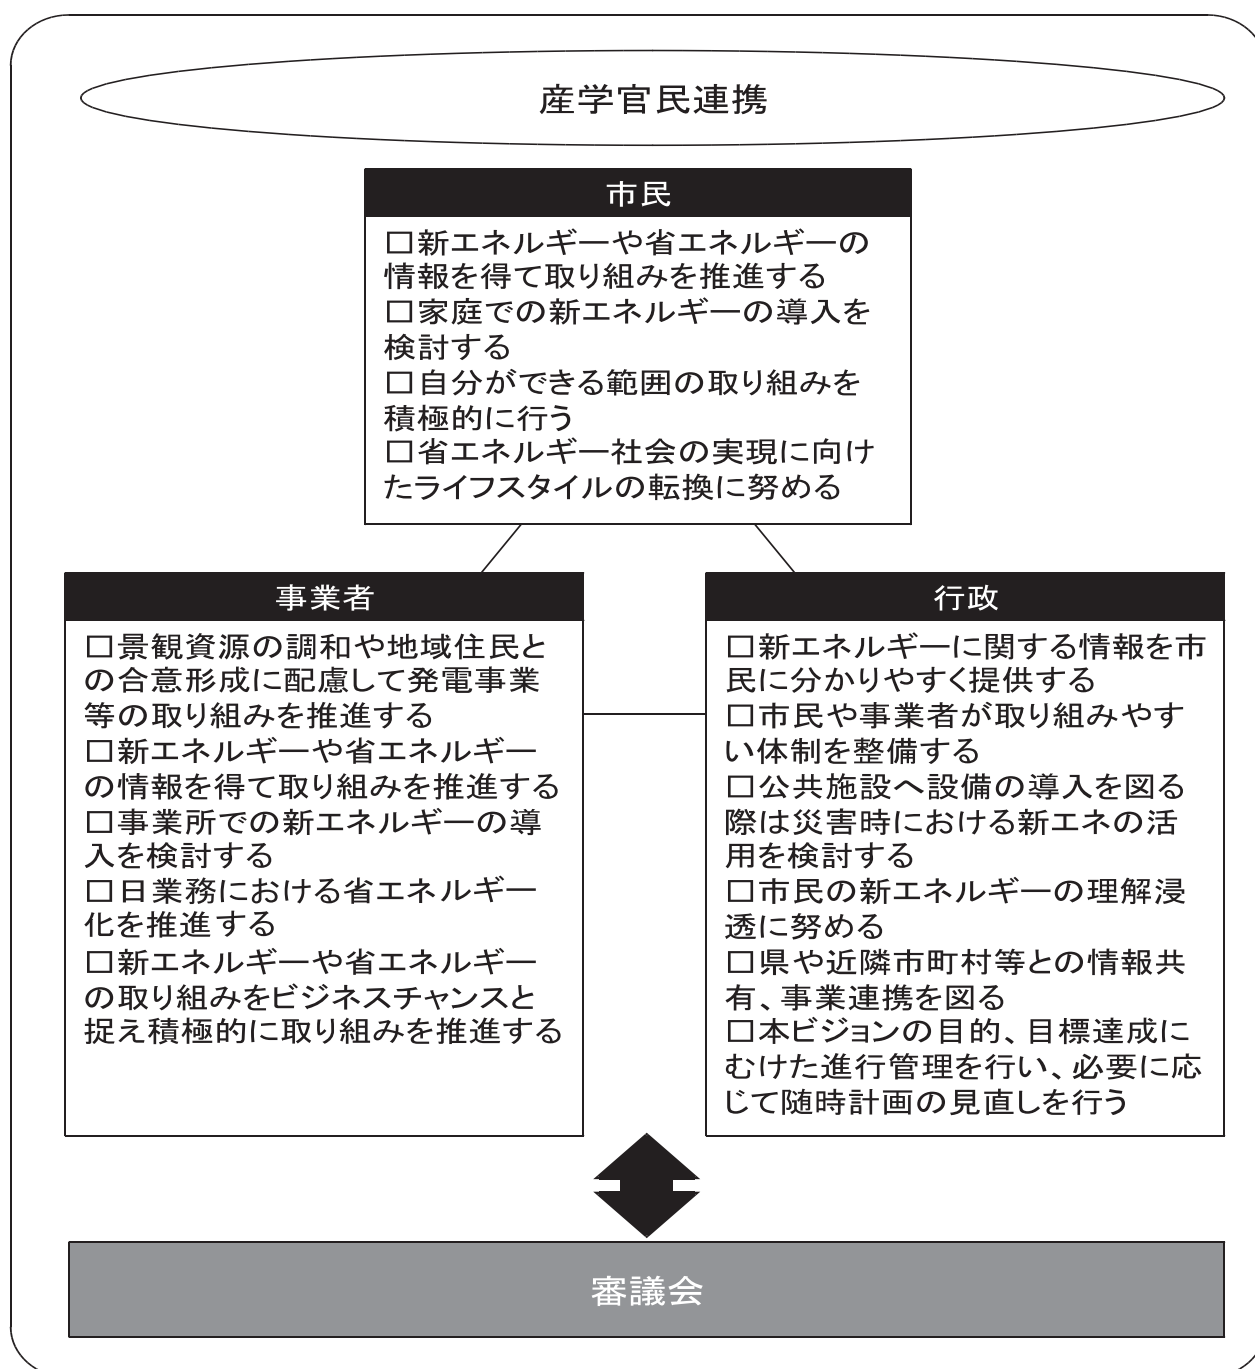 産学官民連携
市民
□新エネルギーや省エネルギーの
情報を得て取り組みを推進する
□家庭での新エネルギーの導入を
検討する
□自分ができる範囲の取り組みを
積極的に行う
□省エネルギー社会の実現に向け
たライフスタイルの転換に努める
事業者
□景観資源の調和や地域住民と
の合意形成に配慮して発電事業
等の取り組みを推進する
□新エネルギーや省エネルギー
の情報を得て取り組みを推進する
□事業所での新エネルギーの導
入を検討する
□日業務における省エネルギー
化を推進する
□新エネルギーや省エネルギー
の取り組みをビジネスチャンスと
捉え積極的に取り組みを推進する
行政
□新エネルギーに関する情報を市
民に分かりやすく提供する
□市民や事業者が取り組みやす
い体制を整備する
□公共施設へ設備の導入を図る
際は災害時における新エネの活
用を検討する
□市民の新エネルギーの理解浸
透に努める
□県や近隣市町村等との情報共
有、事業連携を図る
□本ビジョンの目的、目標達成に
むけた進行管理を行い、必要に応
じて随時計画の見直しを行う
審議会